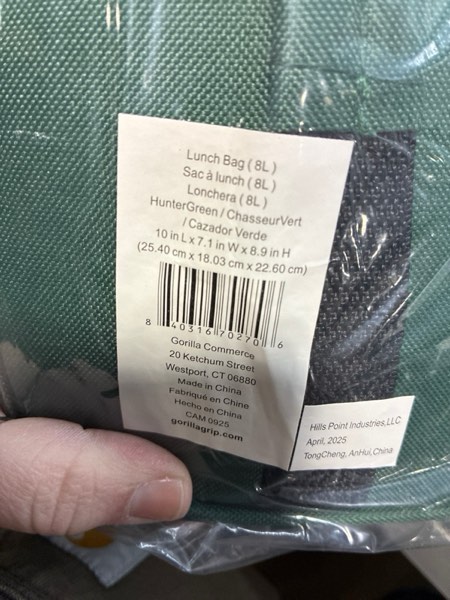 Lunch Bag ( 8L )
Sac à lunch ( 8L )
Lonchera ( 8L )
HunterGreen / ChasseurVert
/ Cazador Verde
10 in L x 7.1 in W x 8.9 in H
(25.40 cm x 18.03 cm x 22.60 cm)
8 40316 70270 6
Gorilla Commerce
20 Ketchum Street
Westport, CT 06880
Made in China
Fabriqué en Chine
Hecho en China
CAM 0925
gorillagrip.com
Hills Point Industries,LLC
April, 2025
TongCheng, AnHui,China